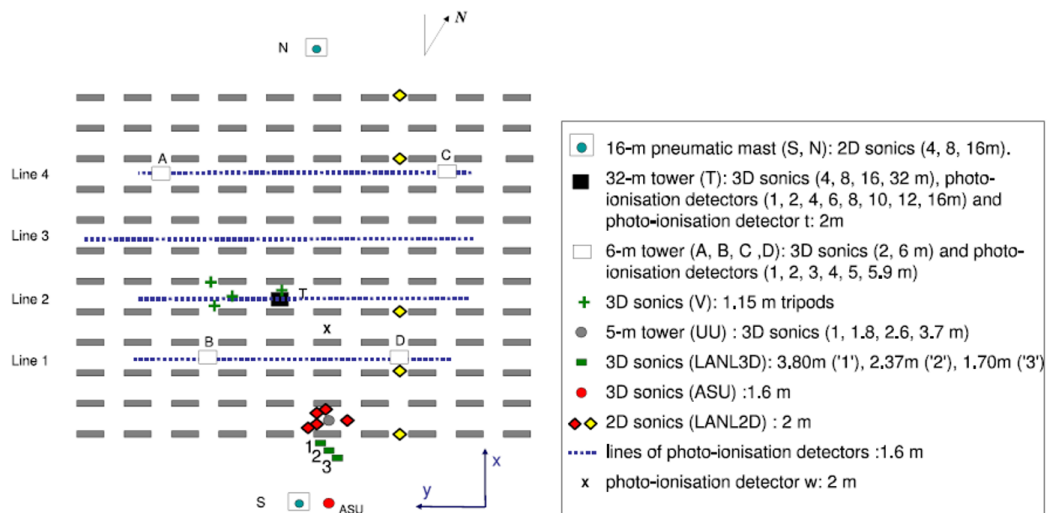 N
N
A
C
Line 4
Line 3
Line 2
T
x
B
D
Line 1
1
2
3
x
y
S
ASU
16-m pneumatic mast (S, N): 2D sonics (4, 8, 16m).
32-m tower (T): 3D sonics (4, 8, 16, 32 m), photo-
ionisation detectors (1, 2, 4, 6, 8, 10, 12, 16m) and
photo-ionisation detector t: 2m
6-m tower (A, B, C ,D): 3D sonics (2, 6 m) and photo-
ionisation detectors (1, 2, 3, 4, 5, 5.9 m)
3D sonics (V): 1.15 m tripods
5-m tower (UU) : 3D sonics (1, 1.8, 2.6, 3.7 m)
3D sonics (LANL3D): 3.80m ('1'), 2.37m ('2'), 1.70m ('3')
3D sonics (ASU) :1.6 m
2D sonics (LANL2D) : 2 m
lines of photo-ionisation detectors :1.6 m
x photo-ionisation detector w: 2 m